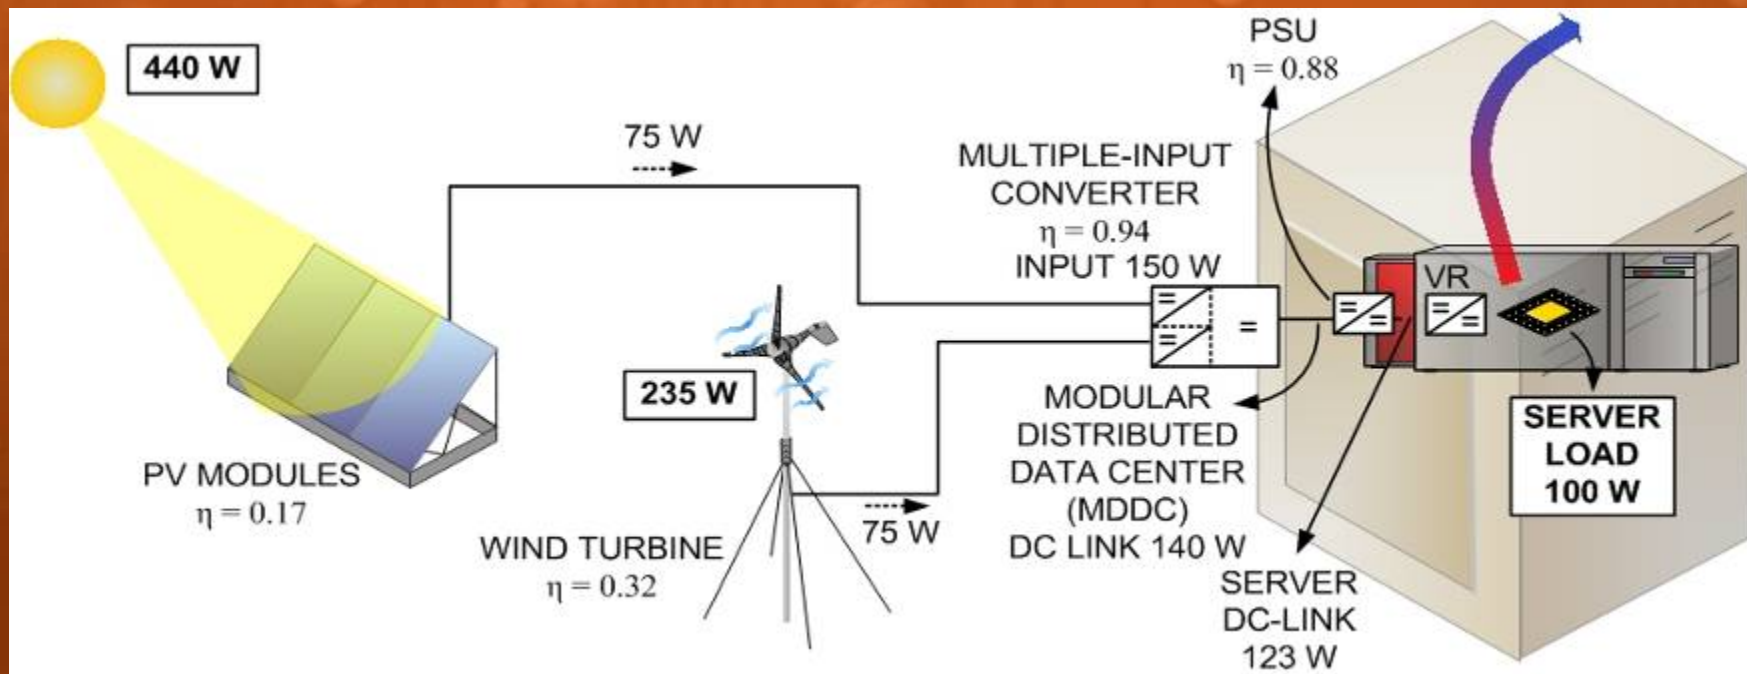 440 W
75 W
PV MODULES
η = 0.17
235 W
WIND TURBINE
η = 0.32
75 W
MULTIPLE-INPUT
CONVERTER
η = 0.94
INPUT 150 W
MODULAR
DISTRIBUTED
DATA CENTER
(MDDC)
DC LINK 140 W
PSU
η = 0.88
VR
SERVER
LOAD
100 W
SERVER
DC-LINK
123 W